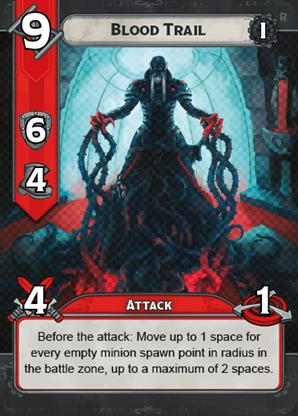 9
BLOOD TRAIL
I
R
6
4
4
ATTACK
1
Before the attack: Move up to 1 space for
every empty minion spawn point in radius in
the battle zone, up to a maximum of 2 spaces.